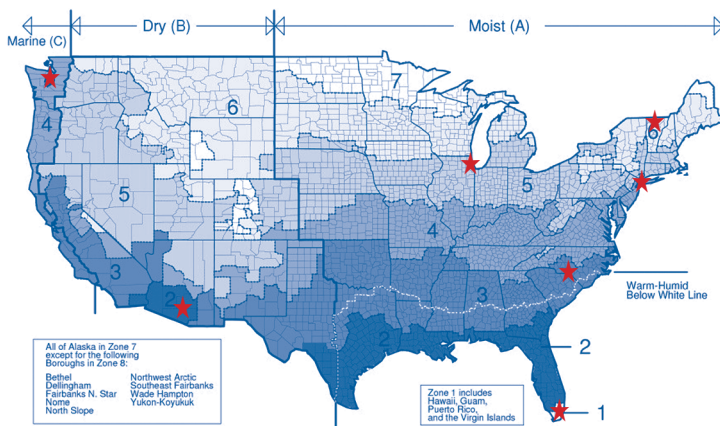 Dry (B)
Moist (A)
Marine (C)
7
6
6
4
5
5
4
3
3
2
Warm-Humid
Below White Line
2
2
1
All of Alaska in Zone 7
except for the following
Boroughs in Zone 8:
Bethel
Dellingham
Fairbanks N. Star
Nome
North Slope
Northwest Arctic
Southeast Fairbanks
Wade Hampton
Yukon-Koyukuk
Zone 1 includes
Hawaii, Guam,
Puerto Rico,
and the Virgin Islands